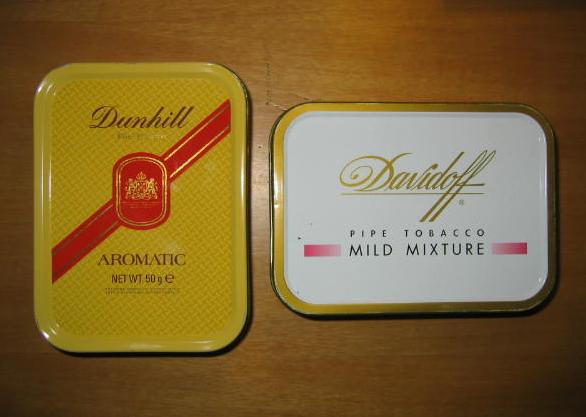 Dunhill
AROMATIC
NET WT. 50 g e
Davidoff
®
PIPE TOBACCO
MILD MIXTURE